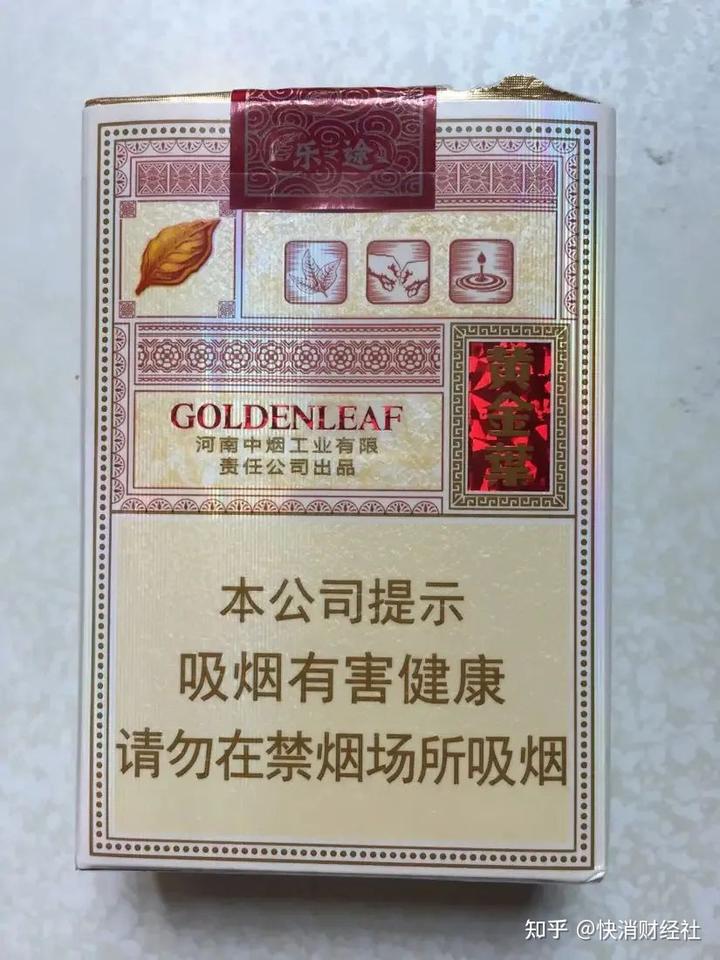 乐途
黄金葉
GOLDENLEAF
河南中烟工业有限
责任公司出品
本公司提示
吸烟有害健康
请勿在禁烟场所吸烟
知乎 @快消财经社